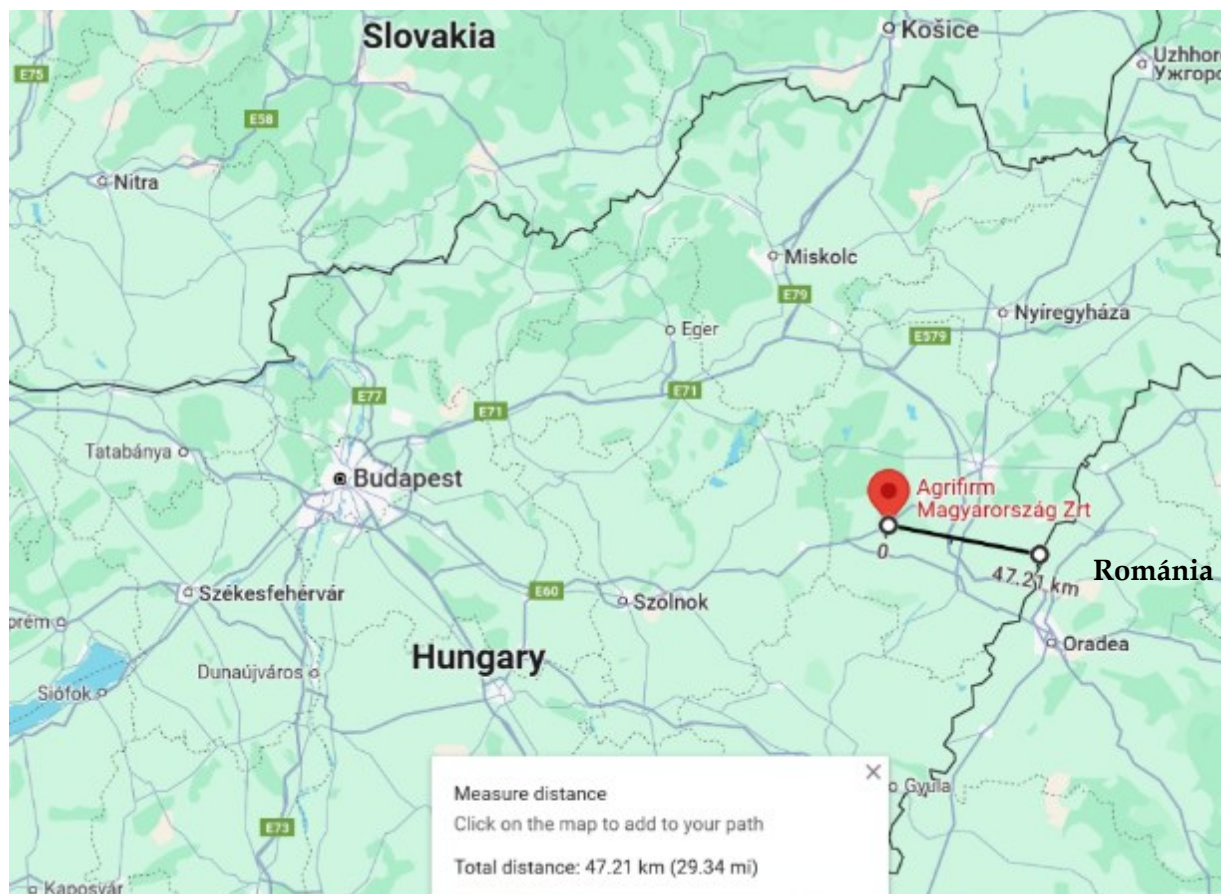 Slovakia
Košice
Uzhhoro
Ужгоро
E75
E58
Nitra
Miskolc
E79
Nyíregyháza
Eger
E579
E77
E71
E71
Tatabánya
Budapest
Agrifirm
Magyarország Zrt
0
47.21 km
Románia
Székesfehérvár
E60
Szolnok
prém
Oradea
Hungary
Dunaújváros
Siófok
Gyula
Measure distance
Click on the map to add to your path
E73
Total distance: 47.21 km (29.34 mi)
Kaposvár